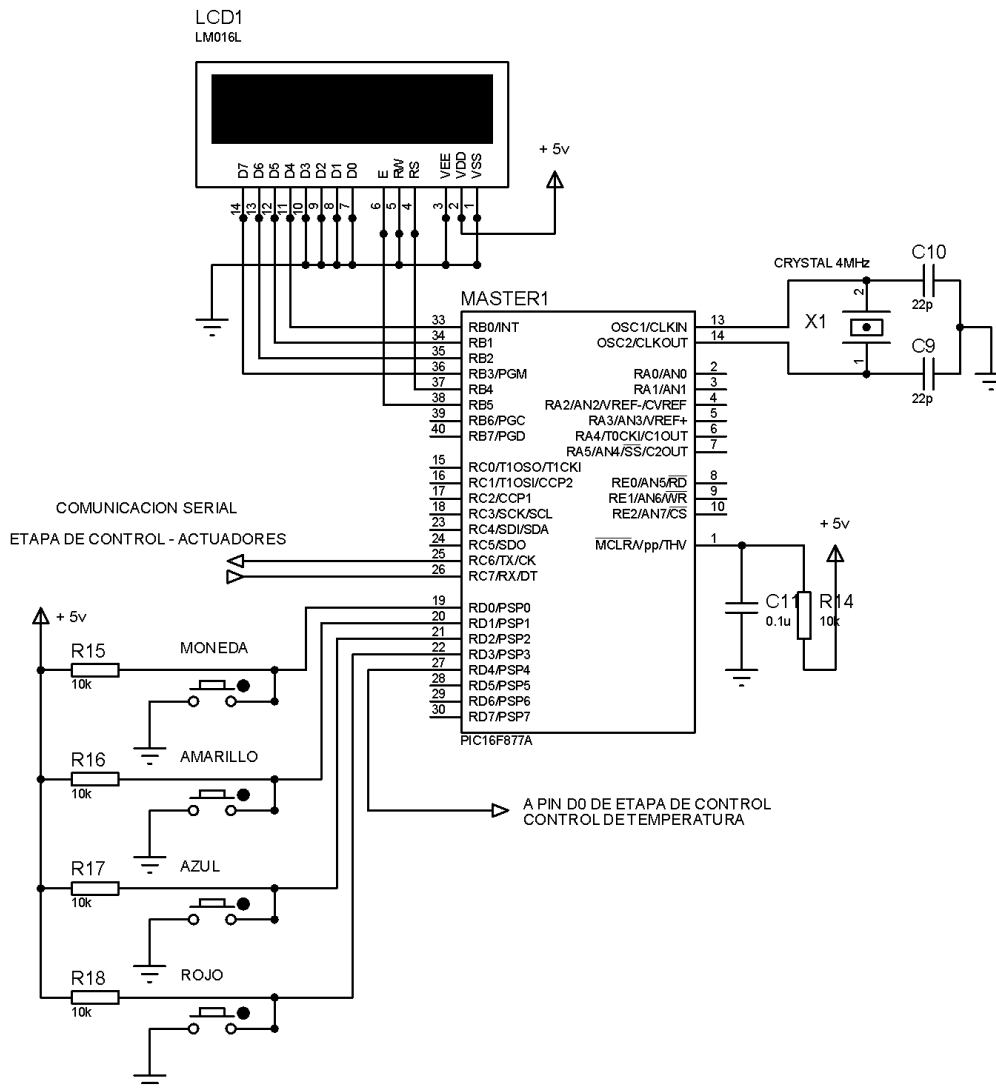 LCD1
LM016L
D7 D6 D5 D4 D3 D2 D1 D0 E RW RS VEE VDD VSS
14 13 12 11 10 9 8 7 6 5 4 3 2 1
+ 5v
CRYSTAL 4MHz
C10
22p
X1
2
1
C9
22p
MASTER1
33 RB0/INT
34 RB1
35 RB2
36 RB3/PGM
37 RB4
38 RB5
39 RB6/PGC
40 RB7/PGD
15 RC0/T1OSO/T1CKI
16 RC1/T1OSI/CCP2
17 RC2/CCP1
18 RC3/SCK/SCL
23 RC4/SDI/SDA
24 RC5/SDO
25 RC6/TX/CK
26 RC7/RX/DT
19 RD0/PSP0
20 RD1/PSP1
21 RD2/PSP2
22 RD3/PSP3
27 RD4/PSP4
28 RD5/PSP5
29 RD6/PSP6
30 RD7/PSP7
OSC1/CLKIN 13
OSC2/CLKOUT 14
RA0/AN0 2
RA1/AN1 3
RA2/AN2/VREF-/CVREF 4
RA3/AN3/VREF+ 5
RA4/T0CKI/C1OUT 6
RA5/AN4/SS/C2OUT 7
RE0/AN5/RD 8
RE1/AN6/WR 9
RE2/AN7/CS 10
MCLR/Vpp/THV 1
PIC16F877A
COMUNICACION SERIAL
ETAPA DE CONTROL - ACTUADORES
+ 5v
C11
0.1u
R14
10k
+ 5v
R15
10k
MONEDA
R16
10k
AMARILLO
R17
10k
AZUL
R18
10k
ROJO
A PIN D0 DE ETAPA DE CONTROL
CONTROL DE TEMPERATURA